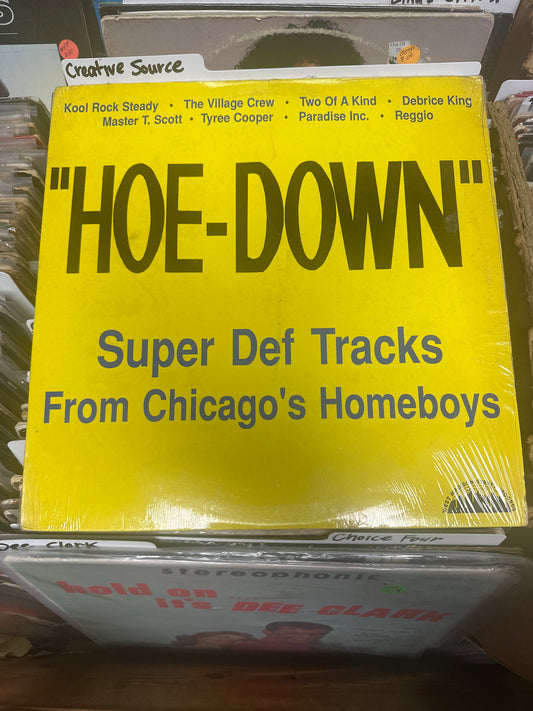 Creative Source
Kool Rock Steady • The Village Crew • Two Of A Kind • Debrice King
Master T. Scott • Tyree Cooper • Paradise Inc. • Reggio
"HOE-DOWN"
Super Def Tracks
From Chicago's Homeboys
Dee Clark
Choice Four
stereophonic
hold on
it's DEE CLARK